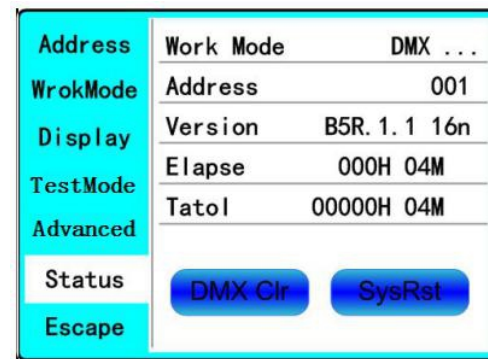 Address
WrokMode
Display
TestMode
Advanced
Status
Escape
Work Mode DMX ...
Address 001
Version B5R.1.1 16n
Elapse 000H 04M
Tatol 00000H 04M
DMX Clr SysRst